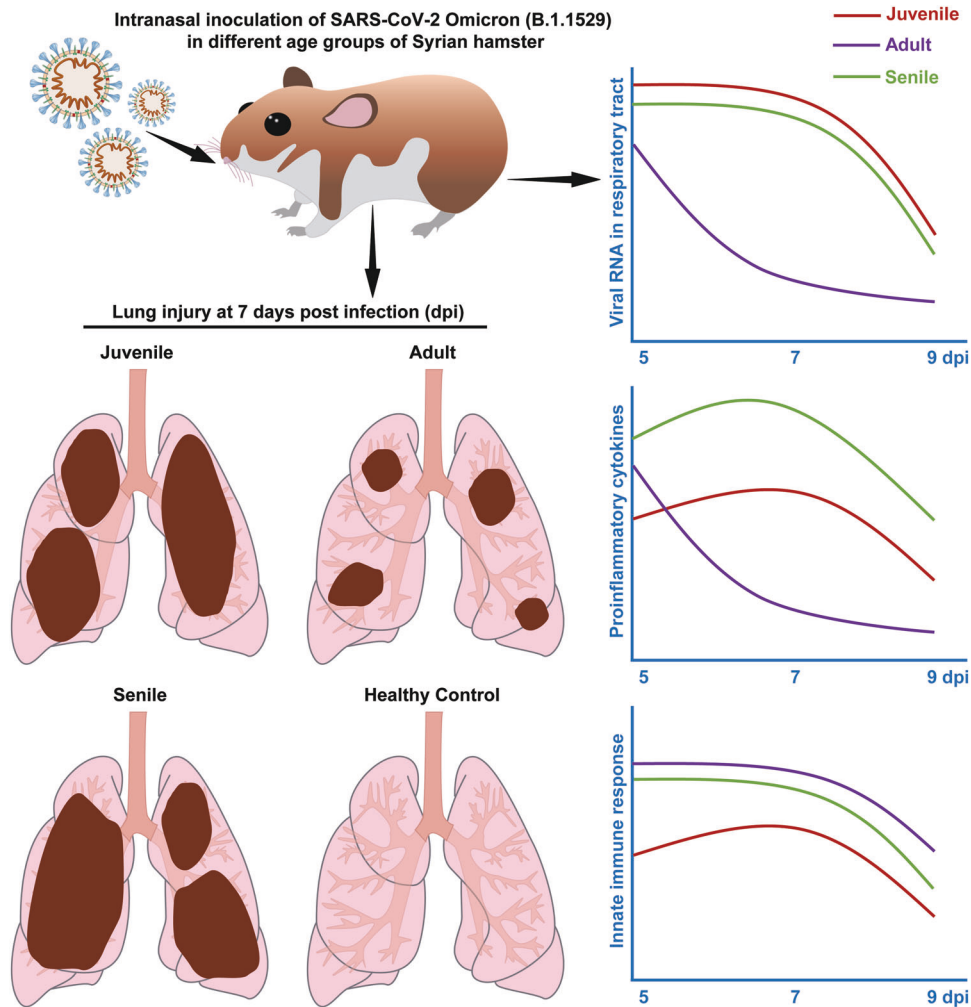 Intranasal inoculation of SARS-CoV-2 Omicron (B.1.1529)
in different age groups of Syrian hamster
Juvenile
Adult
Senile
Viral RNA in respiratory tract
5 7 9 dpi
Lung injury at 7 days post infection (dpi)
Juvenile Adult
Proinflammatory cytokines
5 7 9 dpi
Senile Healthy Control
Innate immune response
5 7 9 dpi